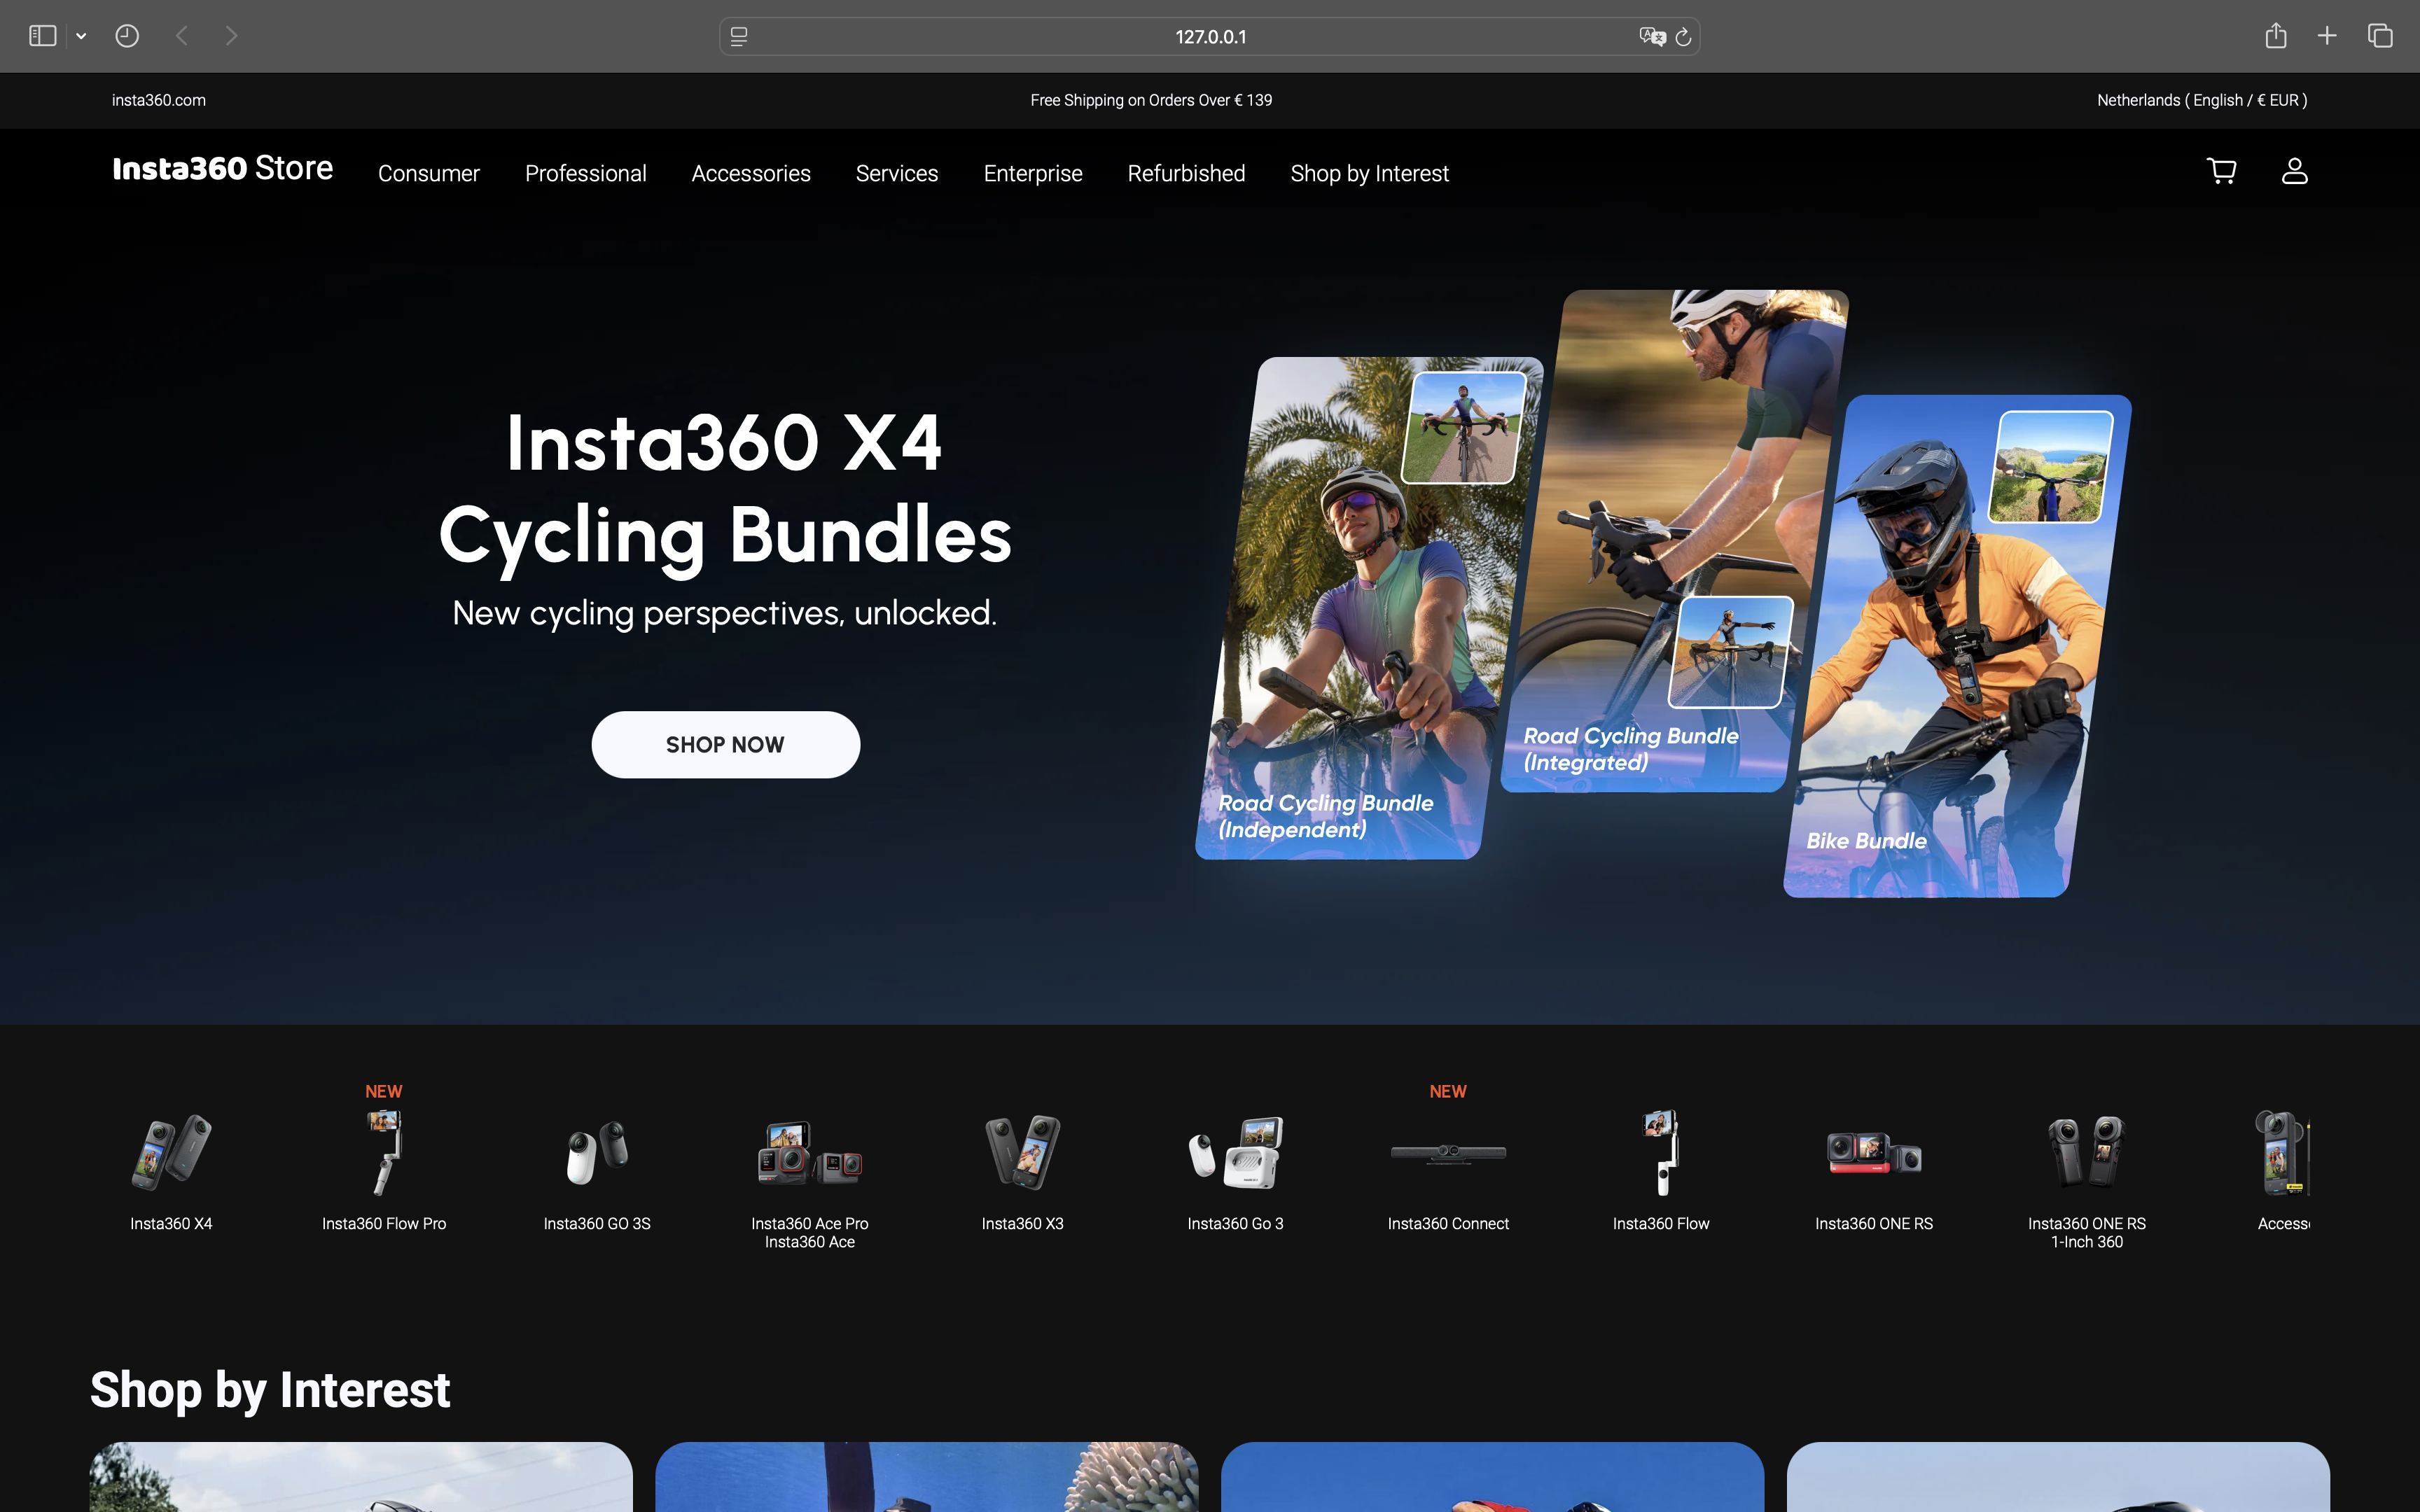 127.0.0.1
insta360.com
Free Shipping on Orders Over € 139
Netherlands ( English / € EUR )
Insta360 Store
Consumer
Professional
Accessories
Services
Enterprise
Refurbished
Shop by Interest
Insta360 X4
Cycling Bundles
New cycling perspectives, unlocked.
SHOP NOW
Road Cycling Bundle
(Independent)
Road Cycling Bundle
(Integrated)
Bike Bundle
Insta360 X4
NEW
Insta360 Flow Pro
Insta360 GO 3S
Insta360 Ace Pro
Insta360 Ace
Insta360 X3
Insta360 Go 3
NEW
Insta360 Connect
Insta360 Flow
Insta360 ONE RS
Insta360 ONE RS
1-Inch 360
Shop by Interest